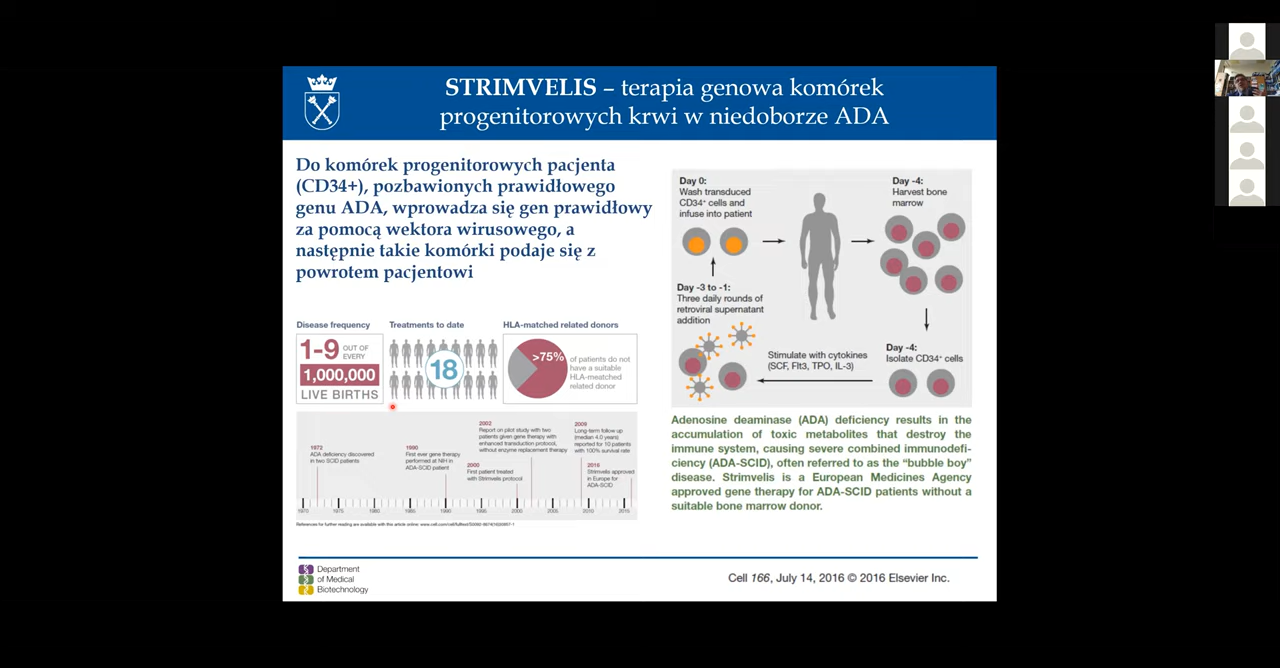 STRIMVELIS – terapia genowa komórek
progenitorowych krwi w niedoborze ADA
Do komórek progenitorowych pacjenta
(CD34+), pozbawionych prawidłowego
genu ADA, wprowadza się gen prawidłowy
za pomocą wektora wirusowego, a
następnie takie komórki podaje się z
powrotem pacjentowi
Disease frequency
1-9 OUT OF
EVERY
1,000,000
LIVE BIRTHS
Treatments to date
18
HLA-matched related donors
>75%
of patients do not
have a suitable
HLA-meatched
related donor
1972
ADA deficiency discovered
in two SCID patients
1990
First ever gene therapy
performed at NIH in
ADA-SCID patient
2000
First patient treated
with Strimvelis protocol
2002
Report on pilot study with two
patients given gene therapy with
enhanced transduction protocol,
without enzyme replacement therapy
2009
Long-term follow up
(median 4.0 years)
reported for 10 patients
with 100% survival rate
2016
Strimvelis approved
in Europe for
ADA-SCID
1970 1975 1980 1985 1990 1995 2000 2005 2010 2015
Day 0:
Wash transduced
CD34⁺ cells and
infuse into patient
Day -4:
Harvest bone
marrow
Day -3 to -1:
Three daily rounds of
retroviral supernatant
addition
Day -4:
Isolate CD34⁺ cells
Stimulate with cytokines
(SCF, Flt3, TPO, IL-3)
Adenosine deaminase (ADA) deficiency results in the
accumulation of toxic metabolites that destroy the
immune system, causing severe combined immunodefi-
ciency (ADA-SCID), often referred to as the “bubble boy”
disease. Strimvelis is a European Medicines Agency
approved gene therapy for ADA-SCID patients without a
suitable bone marrow donor.
Department
of Medical
Biotechnology
Cell 166, July 14, 2016 © 2016 Elsevier Inc.